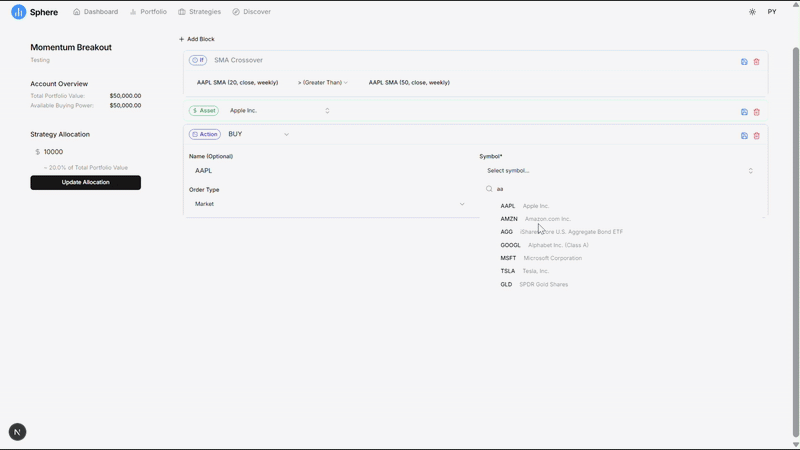 Sphere
Dashboard
Portfolio
Strategies
Discover
PY
Momentum Breakout
Testing
Account Overview
Total Portfolio Value: $50,000.00
Available Buying Power: $50,000.00
Strategy Allocation
$ 10000
≈ 20.0% of Total Portfolio Value
Update Allocation
+ Add Block
If SMA Crossover
AAPL SMA (20, close, weekly) > (Greater Than) AAPL SMA (50, close, weekly)
$ Asset Apple Inc.
Action BUY
Name (Optional)
AAPL
Order Type
Market
Symbol*
Select symbol...
aa
AAPL Apple Inc.
AMZN Amazon.com Inc.
AGG U.S. Aggregate Bond ETF
GOOGL Alphabet Inc. (Class A)
MSFT Microsoft Corporation
TSLA Tesla, Inc.
GLD SPDR Gold Shares
N